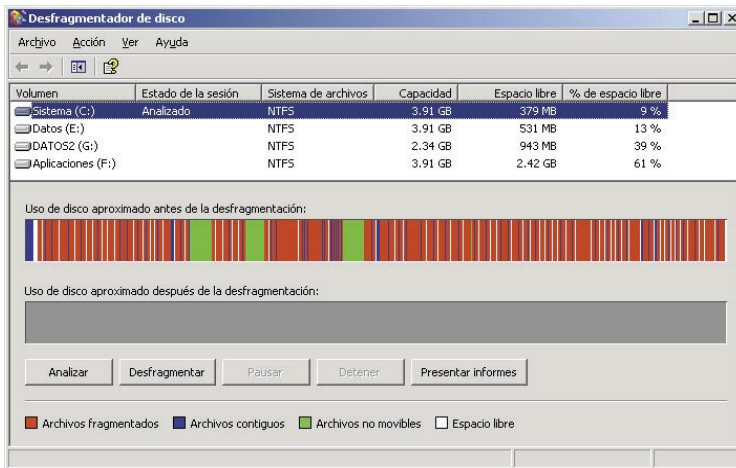 Desfragmentador de disco
Archivo Acción Ver Ayuda
Volumen Estado de la sesión Sistema de archivos Capacidad Espacio libre % de espacio libre
Sistema (C:) Analizado NTFS 3.91 GB 379 MB 9 %
Datos (E:) NTFS 3.91 GB 531 MB 13 %
DATOS2 (G:) NTFS 2.34 GB 943 MB 39 %
Aplicaciones (F:) NTFS 3.91 GB 2.42 GB 61 %
Uso de disco aproximado antes de la desfragmentación:
Uso de disco aproximado después de la desfragmentación:
Analizar Desfragmentar Pausar Detener Presentar informes
Archivos fragmentados Archivos contiguos Archivos no movibles Espacio libre